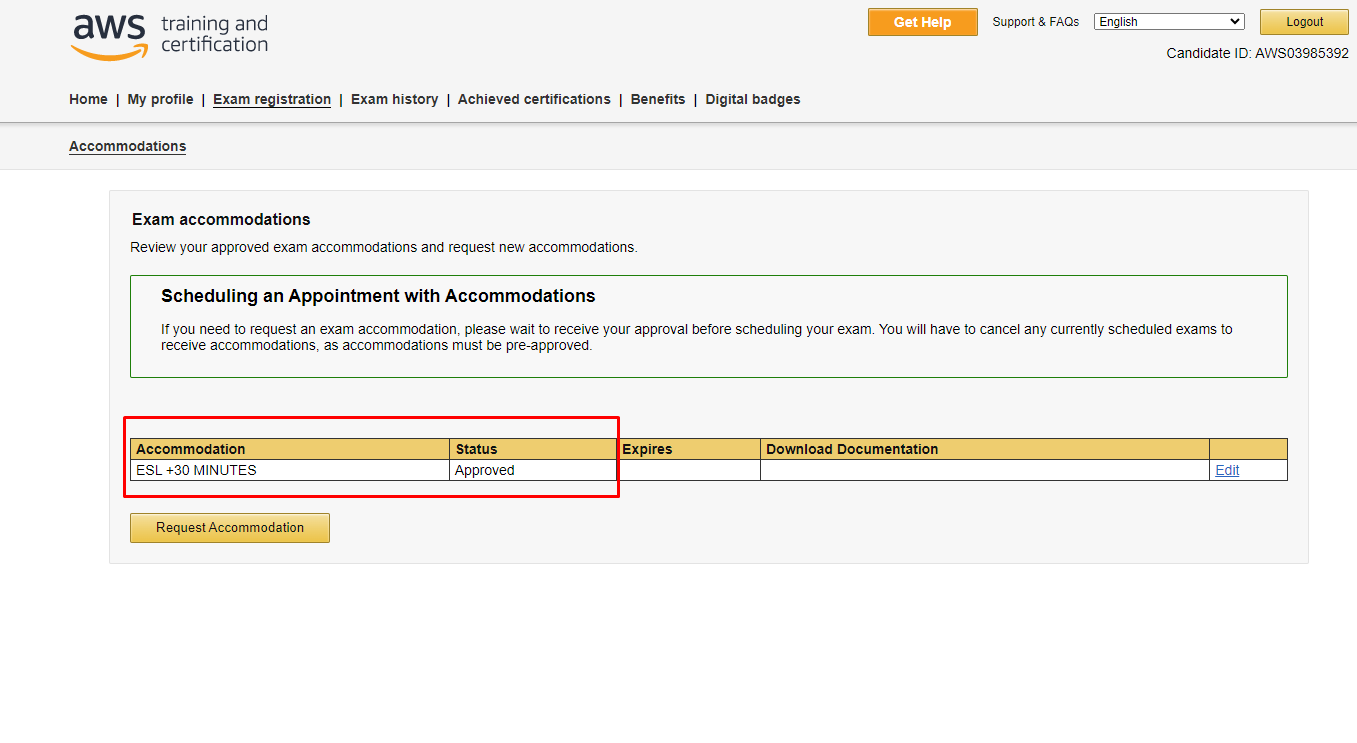 aws training and certification
Get Help
Support & FAQs
English
Logout
Candidate ID: AWS03985392
Home | My profile | Exam registration | Exam history | Achieved certifications | Benefits | Digital badges
Accommodations
Exam accommodations
Review your approved exam accommodations and request new accommodations.
Scheduling an Appointment with Accommodations
If you need to request an exam accommodation, please wait to receive your approval before scheduling your exam. You will have to cancel any currently scheduled exams to
receive accommodations, as accommodations must be pre-approved.
Accommodation Status Expires Download Documentation
ESL +30 MINUTES Approved Edit
Request Accommodation